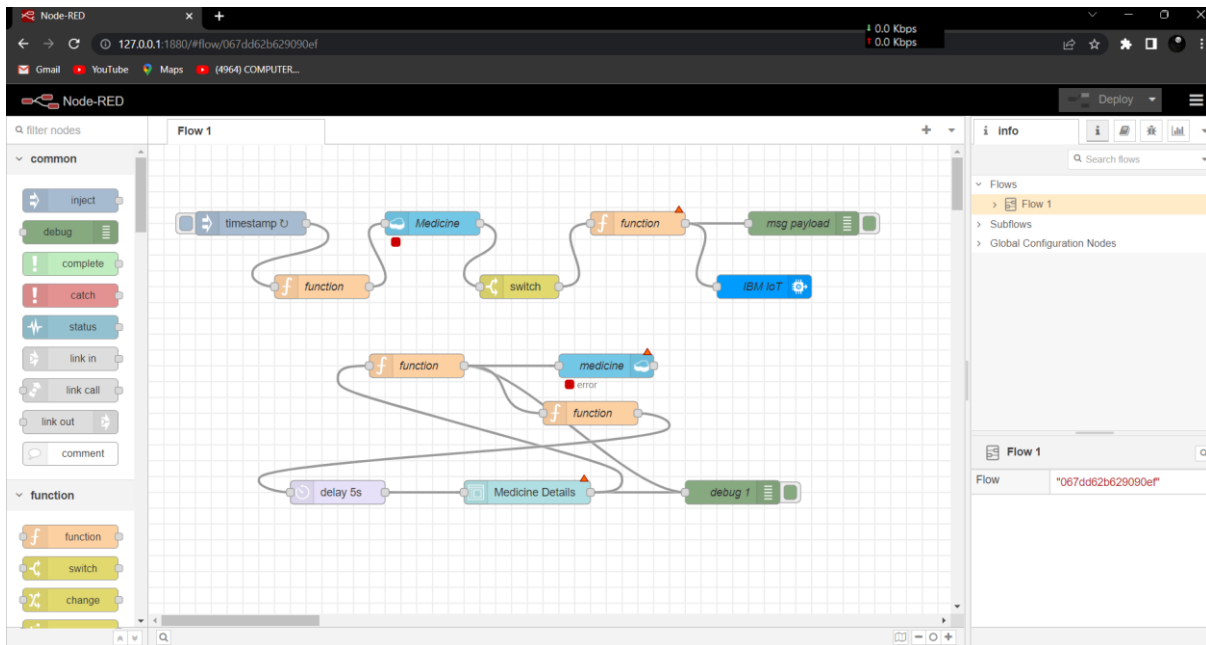 Node-RED
0.0 Kbps
0.0 Kbps
127.0.0.1:1880/#flow/067dd62b629090ef
Gmail YouTube Maps (4964) COMPUTER...
Node-RED
Deploy
filter nodes
Flow 1
i info
common
Search flows
inject
debug
complete
catch
status
link in
link call
link out
comment
function
function
switch
change
timestamp ↻
Medicine
function
msg payload
function
switch
IBM IoT
function
medicine
error
function
delay 5s
Medicine Details
debug 1
Flows
Flow 1
Subflows
Global Configuration Nodes
Flow 1
Flow "067dd62b629090ef"